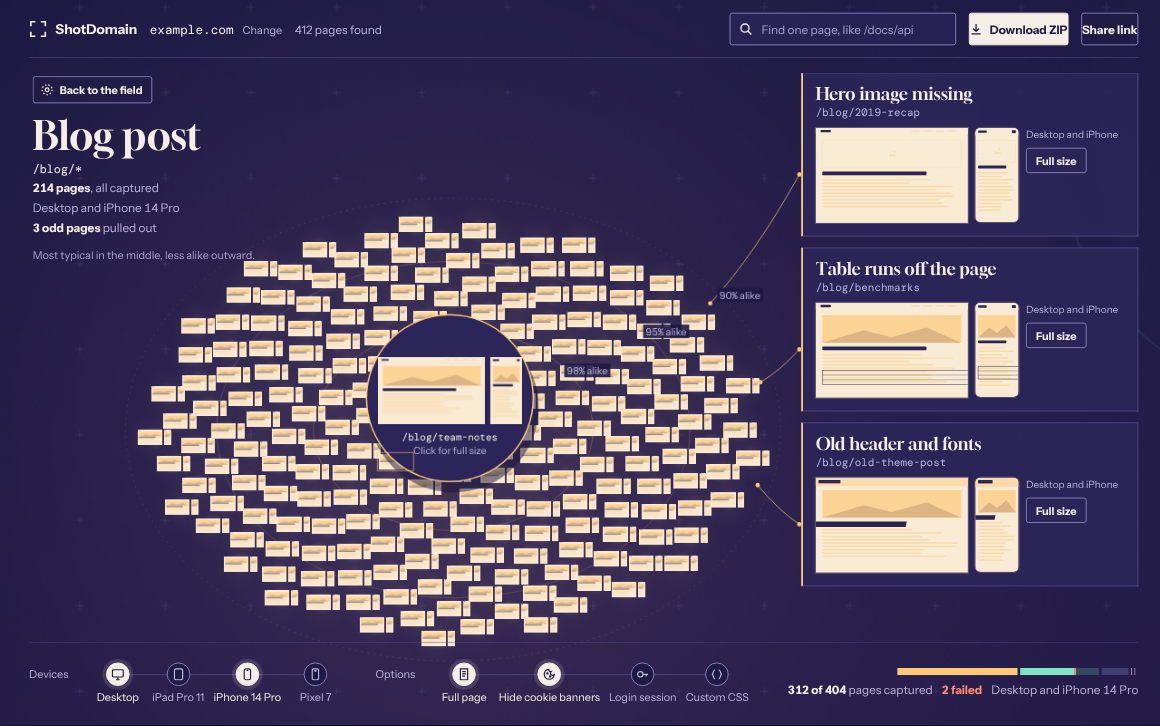 ShotDomain example.com Change 412 pages found
Find one page, like /docs/api
Download ZIP
Share link
Back to the field
Blog post
/blog/*
214 pages, all captured
Desktop and iPhone 14 Pro
3 odd pages pulled out
Most typical in the middle, less alike outward.
90% alike
95% alike
98% alike
/blog/team-notes
Click for full size
Hero image missing
/blog/2019-recap
Desktop and iPhone
Full size
Table runs off the page
/blog/benchmarks
Desktop and iPhone
Full size
Old header and fonts
/blog/old-theme-post
Desktop and iPhone
Full size
Devices
Desktop
iPad Pro 11
iPhone 14 Pro
Pixel 7
Options
Full page
Hide cookie banners
Login session
Custom CSS
312 of 404 pages captured 2 failed Desktop and iPhone 14 Pro